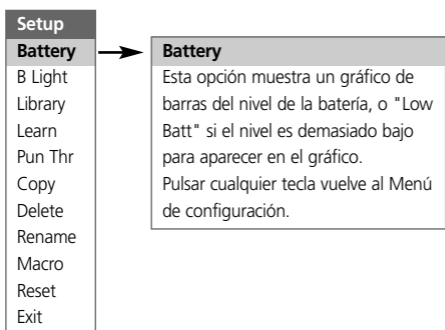 Setup
Battery
B Light
Library
Learn
Pun Thr
Copy
Delete
Rename
Macro
Reset
Exit
Battery
Esta opción muestra un gráfico de
barras del nivel de la batería, o "Low
Batt" si el nivel es demasiado bajo
para aparecer en el gráfico.
Pulsar cualquier tecla vuelve al Menú
de configuración.